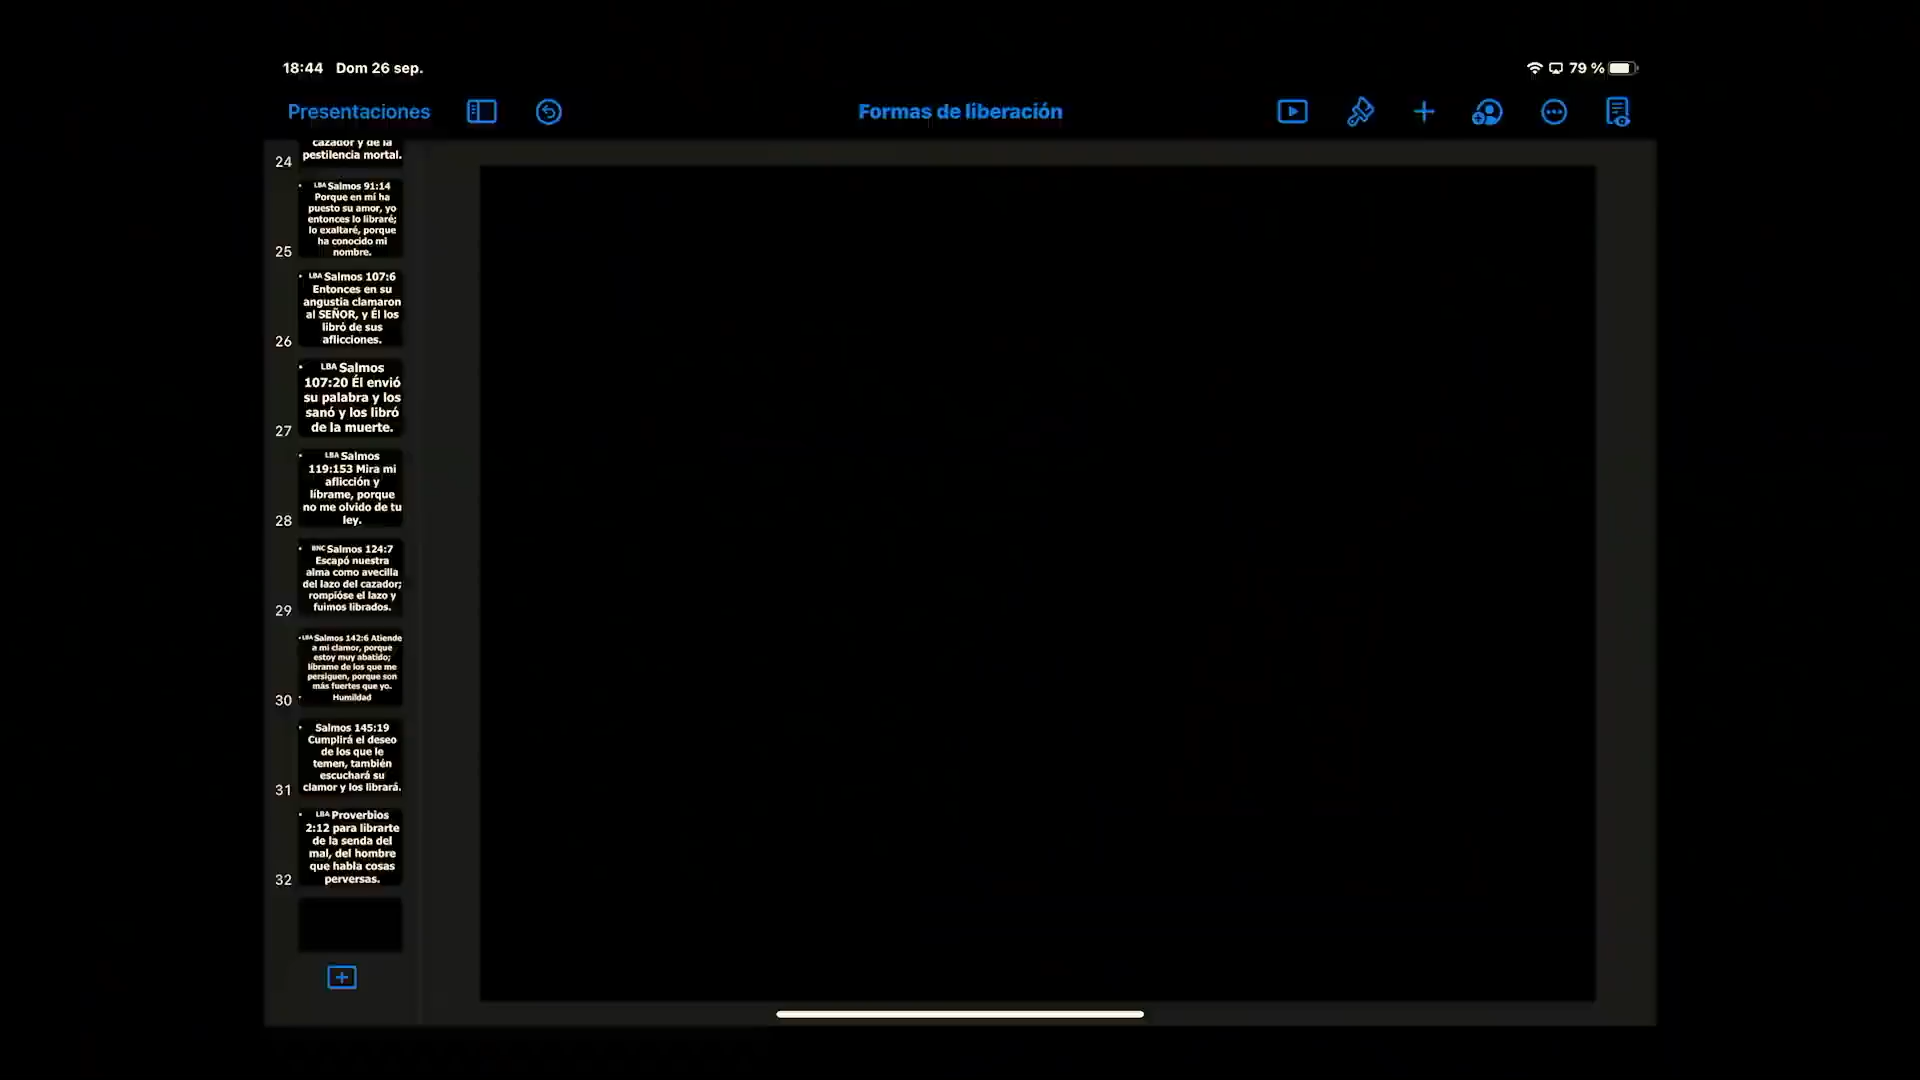 18:44 Dom 26 sep.
79 %
Presentaciones
Formas de liberación
cazador y de la
pestilencia mortal.
24
LBA Salmos 91:14
Porque en mí ha
puesto su amor, yo
entonces lo libraré;
lo exaltaré, porque
ha conocido mi
nombre.
25
LBA Salmos 107:6
Entonces en su
angustia clamaron
al SEÑOR, y Él los
libró de sus
aflicciones.
26
LBA Salmos
107:20 Él envió
su palabra y los
sanó y los libró
de la muerte.
27
LBA Salmos
119:153 Mira mi
aflicción y
líbrame, porque
no me olvido de tu
ley.
28
BNC Salmos 124:7
Escapó nuestra
alma como avecilla
del lazo del cazador;
rompióse el lazo y
fuimos librados.
29
LBA Salmos 142:6 Atiende
a mi clamor, porque
estoy muy abatido;
líbrame de los que me
persiguen, porque son
más fuertes que yo.
Humildad
30
Salmos 145:19
Cumplirá el deseo
de los que le
temen, también
escuchará su
clamor y los librará.
31
LBA Proverbios
2:12 para librarte
de la senda del
mal, del hombre
que habla cosas
perversas.
32